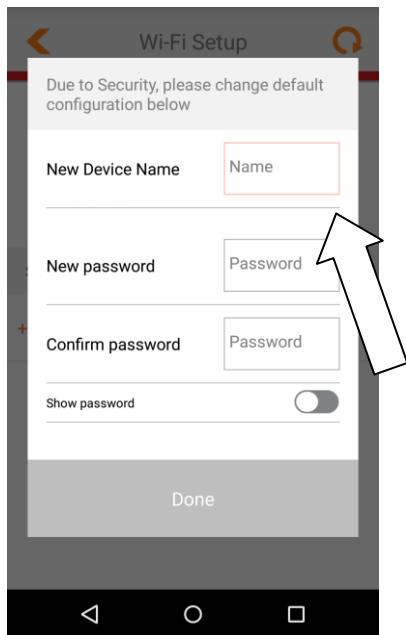 Wi-Fi Setup
Due to Security, please change default
configuration below
New Device Name
Name
New password
Password
Confirm password
Password
Show password
Done